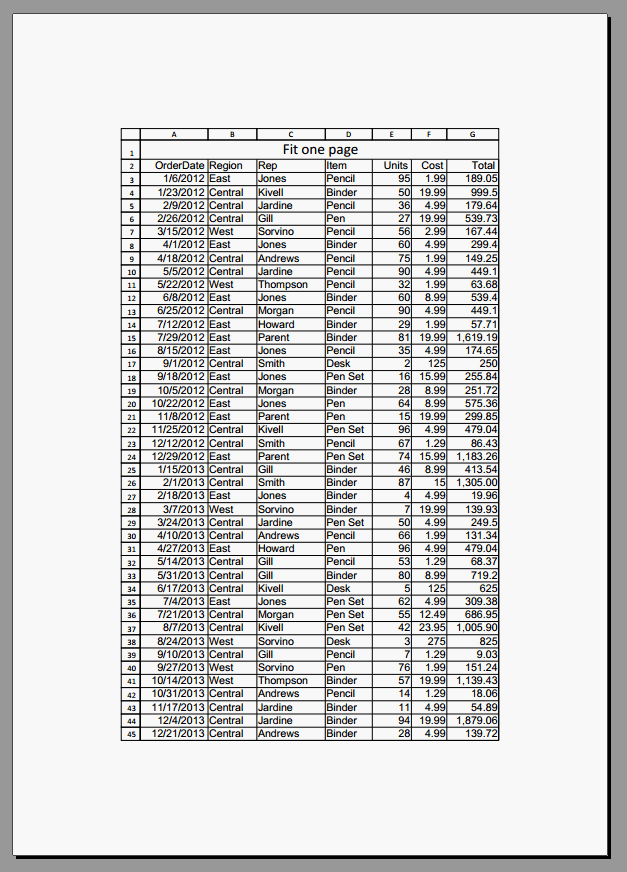 A B C D E F G
1 Fit one page
2 OrderDate Region Rep Item Units Cost Total
3 1/6/2012 East Jones Pencil 95 1.99 189.05
4 1/23/2012 Central Kivell Binder 50 19.99 999.5
5 2/9/2012 Central Jardine Pencil 36 4.99 179.64
6 2/26/2012 Central Gill Pen 27 19.99 539.73
7 3/15/2012 West Sorvino Pencil 56 2.99 167.44
8 4/1/2012 East Jones Binder 60 4.99 299.4
9 4/18/2012 Central Andrews Pencil 75 1.99 149.25
10 5/5/2012 Central Jardine Pencil 90 4.99 449.1
11 5/22/2012 West Thompson Pencil 32 1.99 63.68
12 6/8/2012 East Jones Binder 60 8.99 539.4
13 6/25/2012 Central Morgan Pencil 90 4.99 449.1
14 7/12/2012 East Howard Binder 29 1.99 57.71
15 7/29/2012 East Parent Binder 81 19.99 1,619.19
16 8/15/2012 East Jones Pencil 35 4.99 174.65
17 9/1/2012 Central Smith Desk 2 125 250
18 9/18/2012 East Jones Pen Set 16 15.99 255.84
19 10/5/2012 Central Morgan Binder 28 8.99 251.72
20 10/22/2012 East Jones Pen 64 8.99 575.36
21 11/8/2012 East Parent Pen 15 19.99 299.85
22 11/25/2012 Central Kivell Pen Set 96 4.99 479.04
23 12/12/2012 Central Smith Pencil 67 1.29 86.43
24 12/29/2012 East Parent Pen Set 74 15.99 1,183.26
25 1/15/2013 Central Gill Binder 46 8.99 413.54
26 2/1/2013 Central Smith Binder 87 15 1,305.00
27 2/18/2013 East Jones Binder 4 4.99 19.96
28 3/7/2013 West Sorvino Binder 7 19.99 139.93
29 3/24/2013 Central Jardine Pen Set 50 4.99 249.5
30 4/10/2013 Central Andrews Pencil 66 1.99 131.34
31 4/27/2013 East Howard Pen 96 4.99 479.04
32 5/14/2013 Central Gill Pencil 53 1.29 68.37
33 5/31/2013 Central Gill Binder 80 8.99 719.2
34 6/17/2013 Central Kivell Desk 5 125 625
35 7/4/2013 East Jones Pen Set 62 4.99 309.38
36 7/21/2013 Central Morgan Pen Set 55 12.49 686.95
37 8/7/2013 Central Kivell Pen Set 42 23.95 1,005.90
38 8/24/2013 West Sorvino Desk 3 275 825
39 9/10/2013 Central Gill Pencil 7 1.29 9.03
40 9/27/2013 West Sorvino Pen 76 1.99 151.24
41 10/14/2013 West Thompson Binder 57 19.99 1,139.43
42 10/31/2013 Central Andrews Pencil 14 1.29 18.06
43 11/17/2013 Central Jardine Binder 11 4.99 54.89
44 12/4/2013 Central Jardine Binder 94 19.99 1,879.06
45 12/21/2013 Central Andrews Binder 28 4.99 139.72